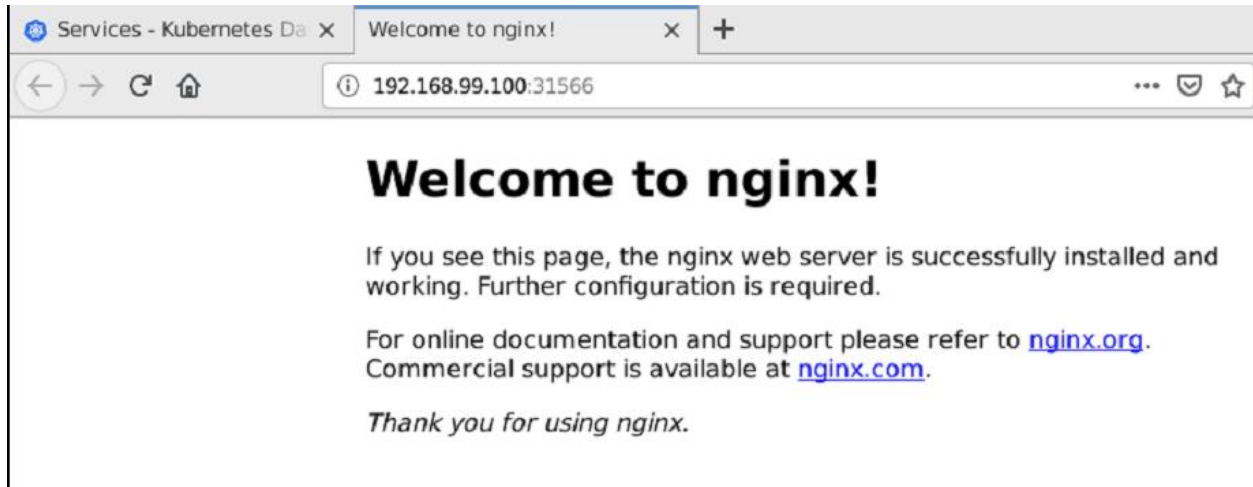 Services - Kubernetes Da
Welcome to nginx!
192.168.99.100:31566
Welcome to nginx!
If you see this page, the nginx web server is successfully installed and
working. Further configuration is required.
For online documentation and support please refer to nginx.org.
Commercial support is available at nginx.com.
Thank you for using nginx.